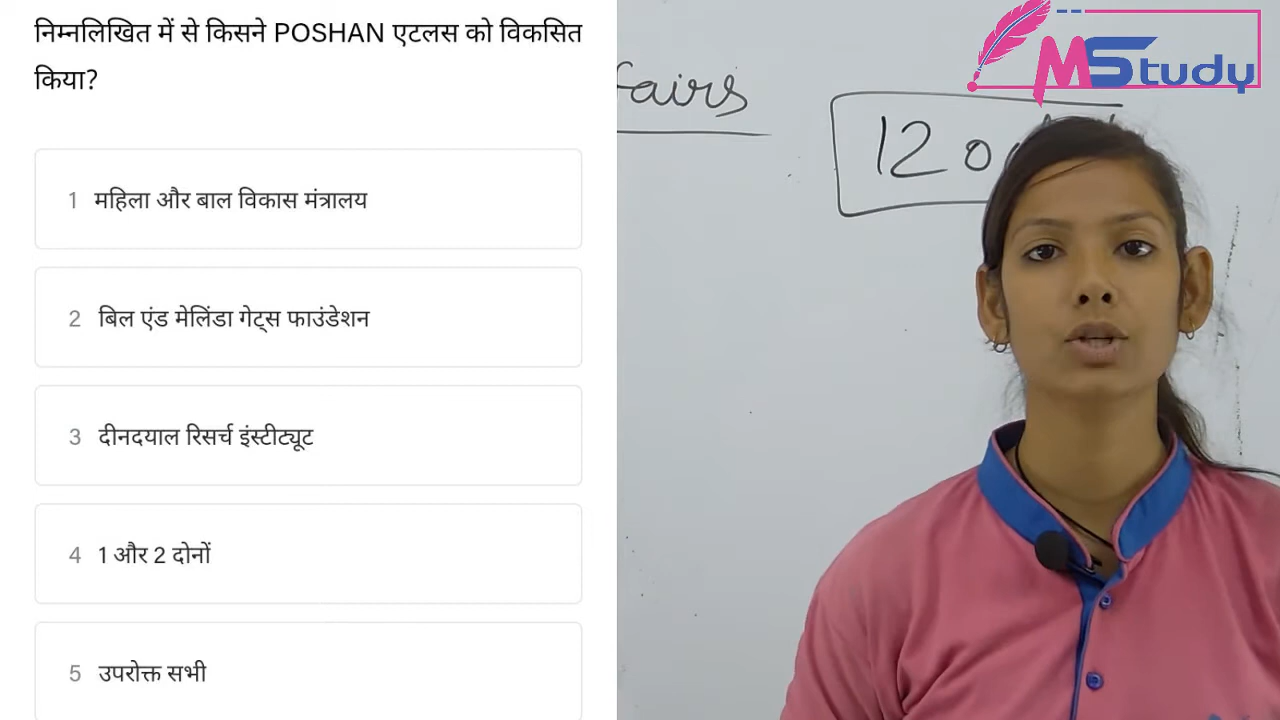 निम्नलिखित में से किसने POSHAN एटलस को विकसित
किया?
1 महिला और बाल विकास मंत्रालय
2 बिल एंड मेलिंडा गेट्स फाउंडेशन
3 दीनदयाल रिसर्च इंस्टीट्यूट
4 1 और 2 दोनों
5 उपरोक्त सभी
fairs
12
MStudy